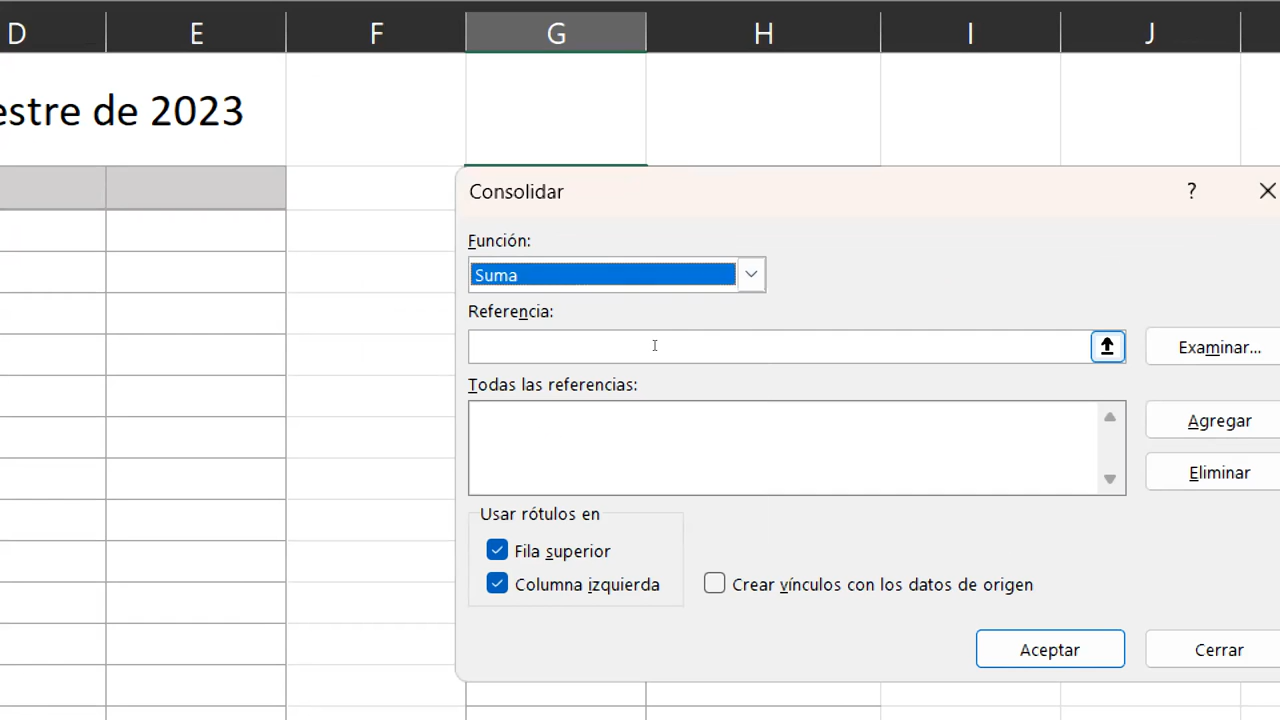 D E F G H I J
estre de 2023
Consolidar ?
Función:
Suma
Referencia:
Examinar...
Todas las referencias:
Agregar
Eliminar
Usar rótulos en
Fila superior
Columna izquierda Crear vínculos con los datos de origen
Aceptar Cerrar